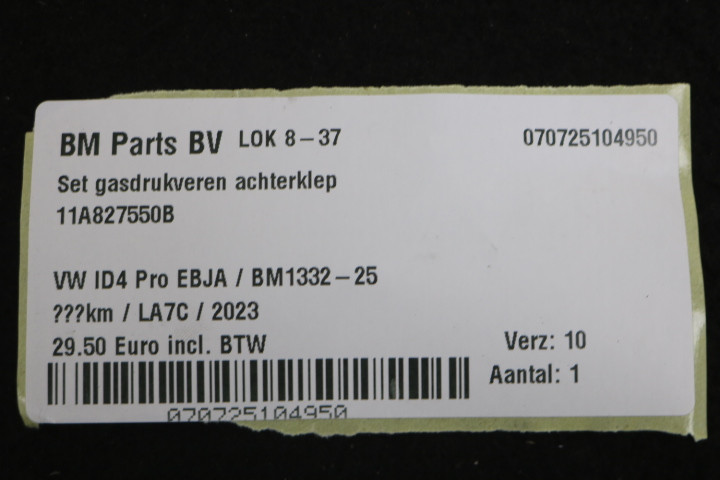 BM Parts BV LOK 8-37 070725104950
Set gasdrukveren achterklep
11A827550B
VW ID4 Pro EBJA / BM1332-25
???km / LA7C / 2023
29.50 Euro incl. BTW Verz: 10
Aantal: 1
070725104950